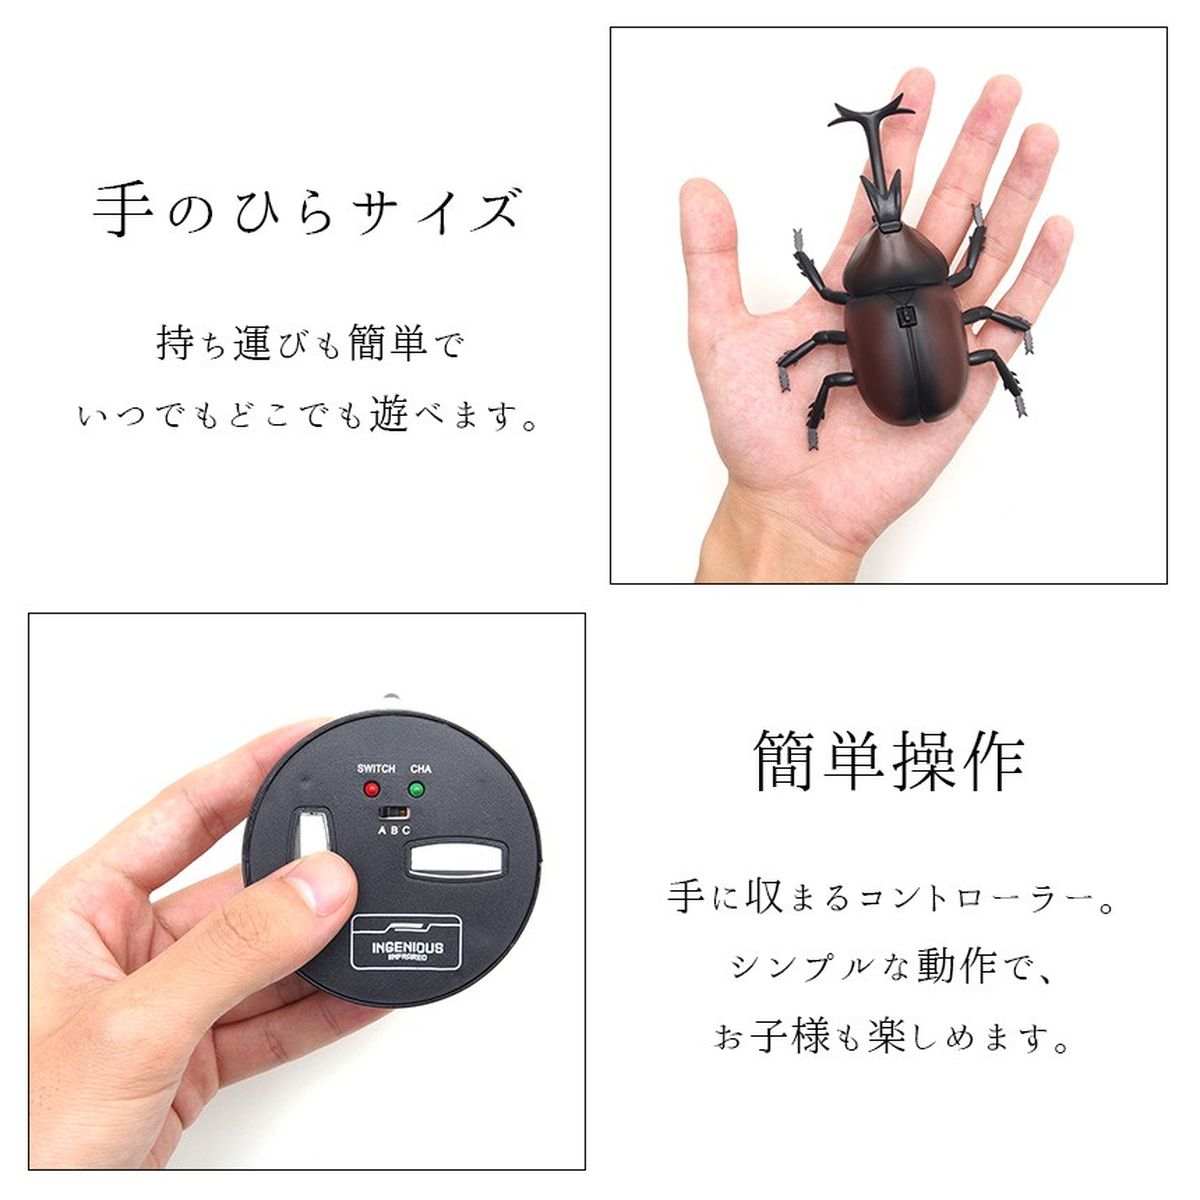 手のひらサイズ
持ち運びも簡単で
いつでもどこでも遊べます。
SWITCH CHA
A B C
INGENIOUS
INFRARED
簡単操作
手に収まるコントローラー。
シンプルな動作で、
お子様も楽しめます。